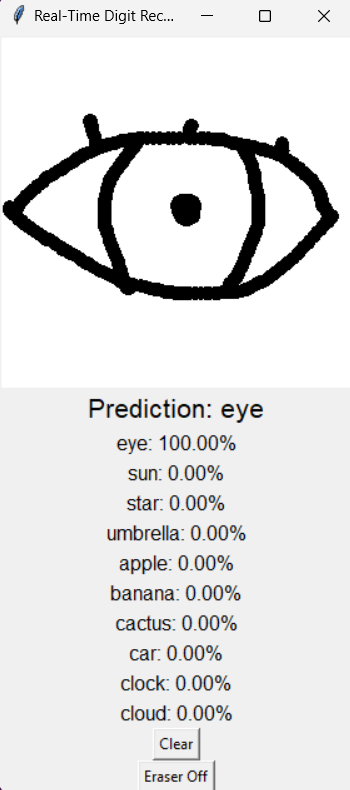 Real-Time Digit Rec...
Prediction: eye
eye: 100.00%
sun: 0.00%
star: 0.00%
umbrella: 0.00%
apple: 0.00%
banana: 0.00%
cactus: 0.00%
car: 0.00%
clock: 0.00%
cloud: 0.00%
Clear
Eraser Off